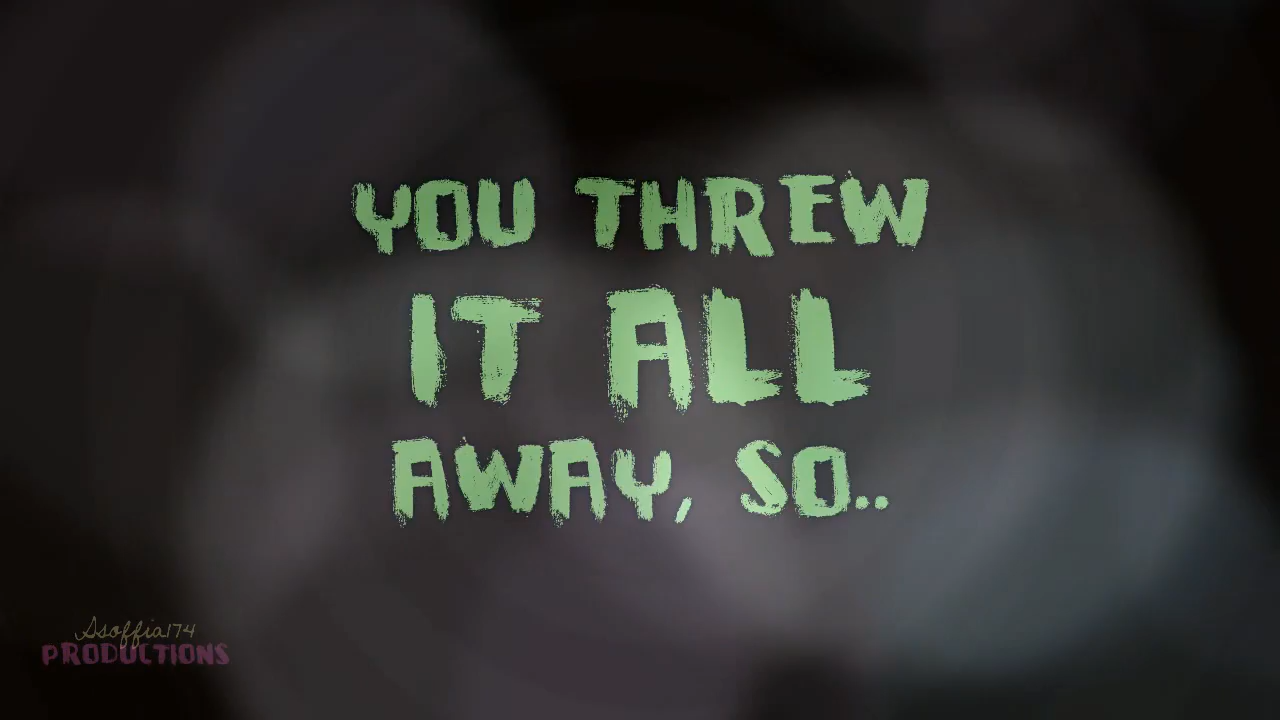 YOU THREW
IT ALL
AWAY, SO..
Ssoffia174
PRODUCTIONS